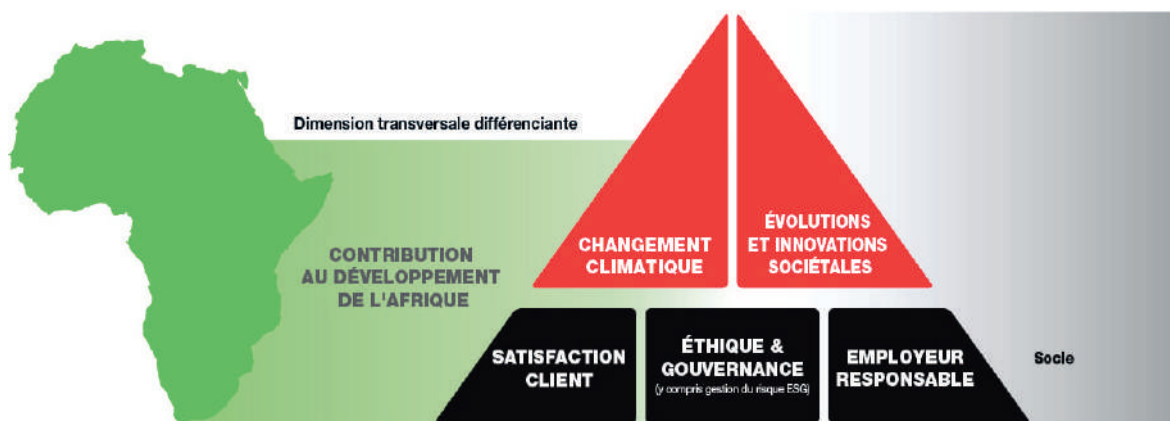 Dimension transversale différenciante
CONTRIBUTION
AU DÉVELOPPEMENT
DE L'AFRIQUE
CHANGEMENT
CLIMATIQUE
ÉVOLUTIONS
ET INNOVATIONS
SOCIÉTALES
SATISFACTION
CLIENT
ÉTHIQUE &
GOUVERNANCE
(y compris gestion du risque ESG)
EMPLOYEUR
RESPONSABLE
Socle